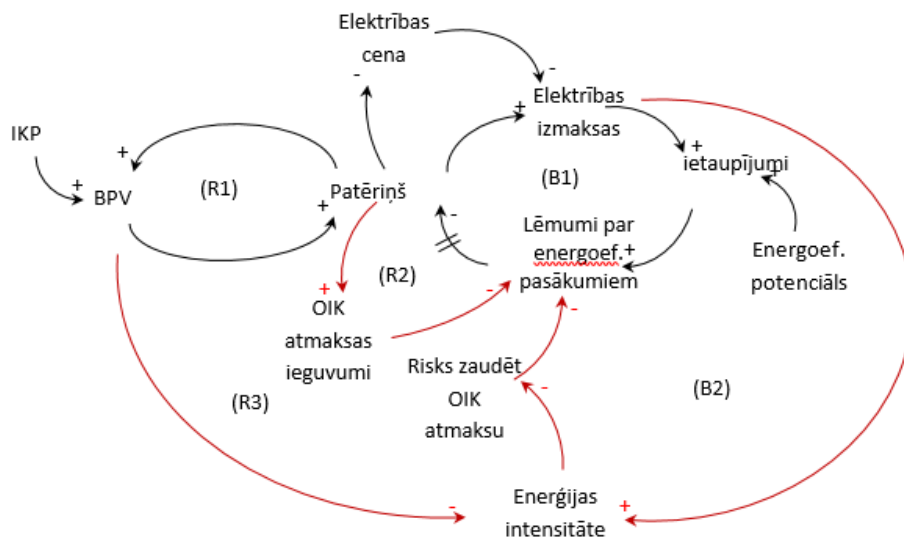 Elektrības
cena
IKP
BPV
(R1)
Patēriņš
Elektrības
izmaksas
(B1)
ietaupījumi
Energoef.
potenciāls
Lēmumi par
energoef.
pasākumiem
(R2)
OIK
atmaksas
ieguvumi
(R3)
Risks zaudēt
OIK
atmaksu
(B2)
Enerģijas
intensitāte
+
+
+
+
-
-
+
+
+
+
-
+
-
-
-
-
+